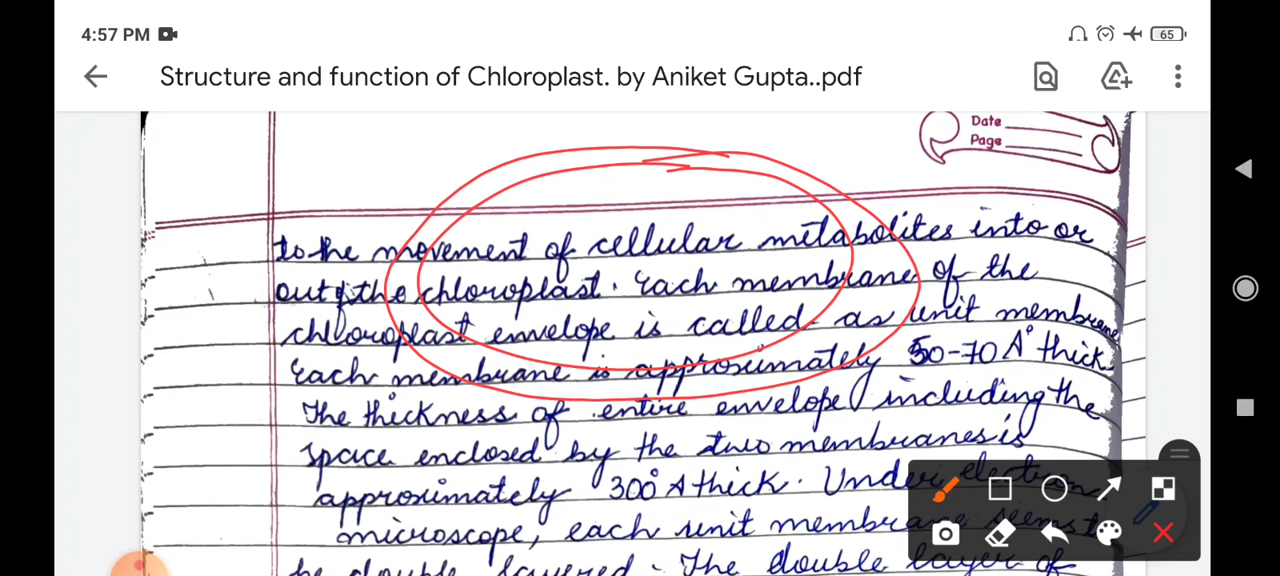 4:57 PM
65
Structure and function of Chloroplast. by Aniket Gupta..pdf
Date
Page
to the movement of cellular metabolites into or
out of the chloroplast. Each membrane of the
chloroplast envelope is called as unit membrane
Each membrane is approximately 50-70 A° thick.
The thickness of entire envelope including the
space enclosed by the two membranes is
approximately 300° A thick. Under electron
microscope, each unit membrane seems to
be double layered. The double layer of